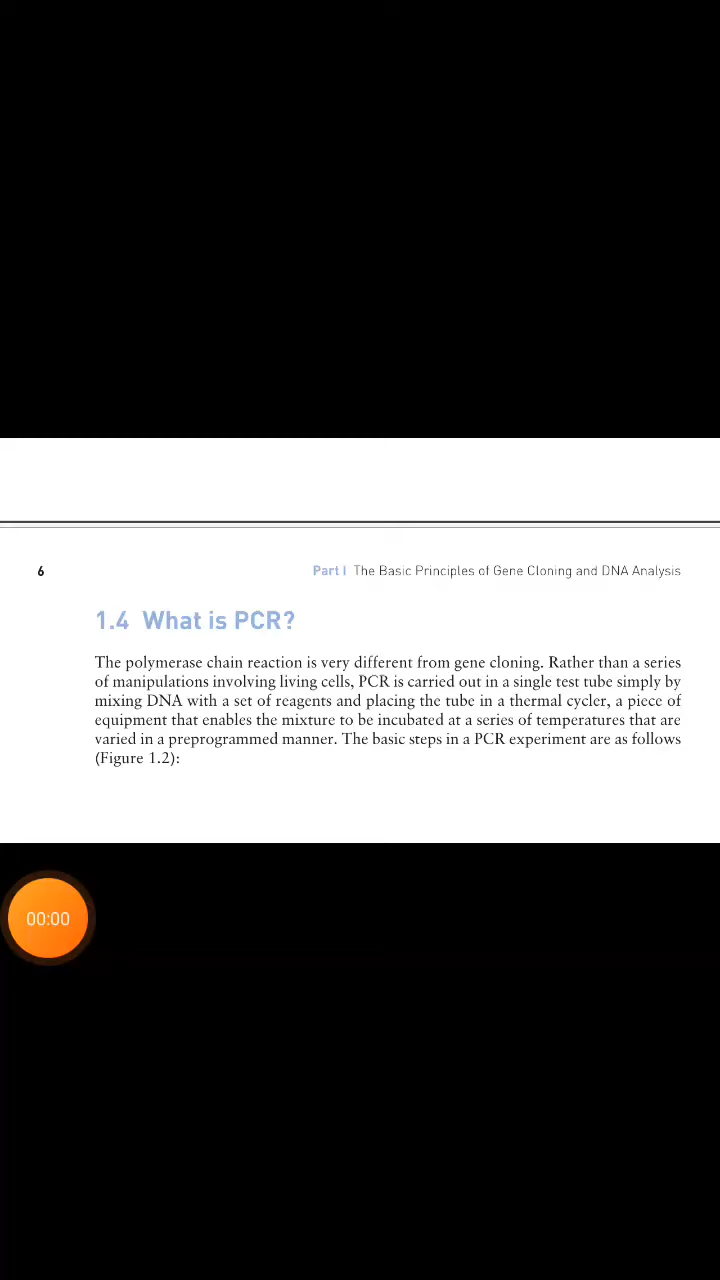 6
Part I The Basic Principles of Gene Cloning and DNA Analysis
1.4 What is PCR?
The polymerase chain reaction is very different from gene cloning. Rather than a series
of manipulations involving living cells, PCR is carried out in a single test tube simply by
mixing DNA with a set of reagents and placing the tube in a thermal cycler, a piece of
equipment that enables the mixture to be incubated at a series of temperatures that are
varied in a preprogrammed manner. The basic steps in a PCR experiment are as follows
(Figure 1.2):
00:00